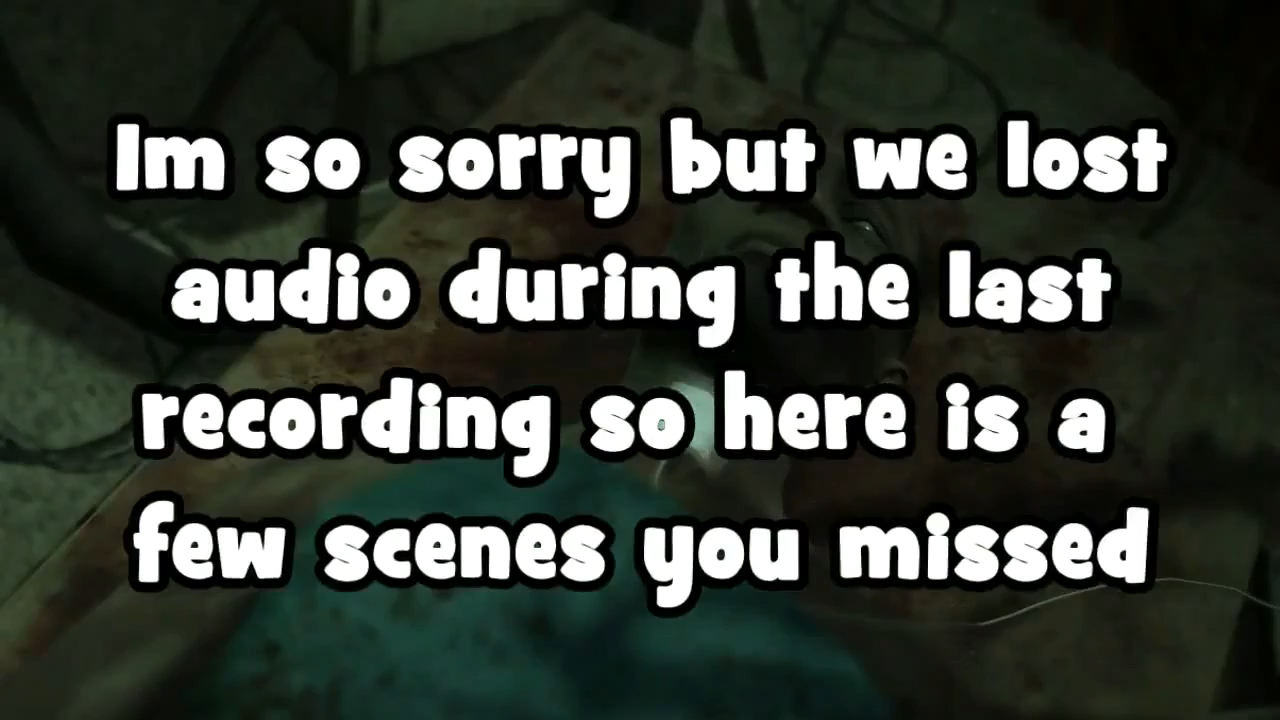 Im so sorry but we lost
audio during the last
recording so here is a
few scenes you missed